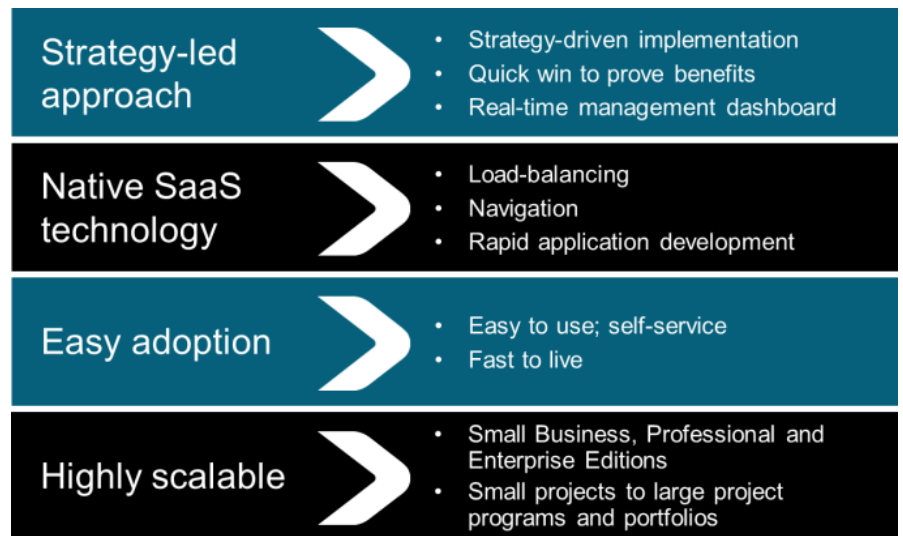 Strategy-led
approach
• Strategy-driven implementation
• Quick win to prove benefits
• Real-time management dashboard
Native SaaS
technology
• Load-balancing
• Navigation
• Rapid application development
Easy adoption
• Easy to use; self-service
• Fast to live
Highly scalable
• Small Business, Professional and
Enterprise Editions
• Small projects to large project
programs and portfolios